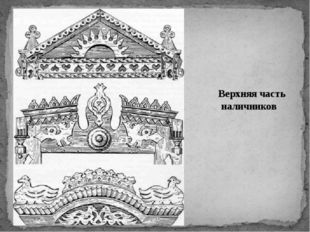 Верхняя часть
наличников